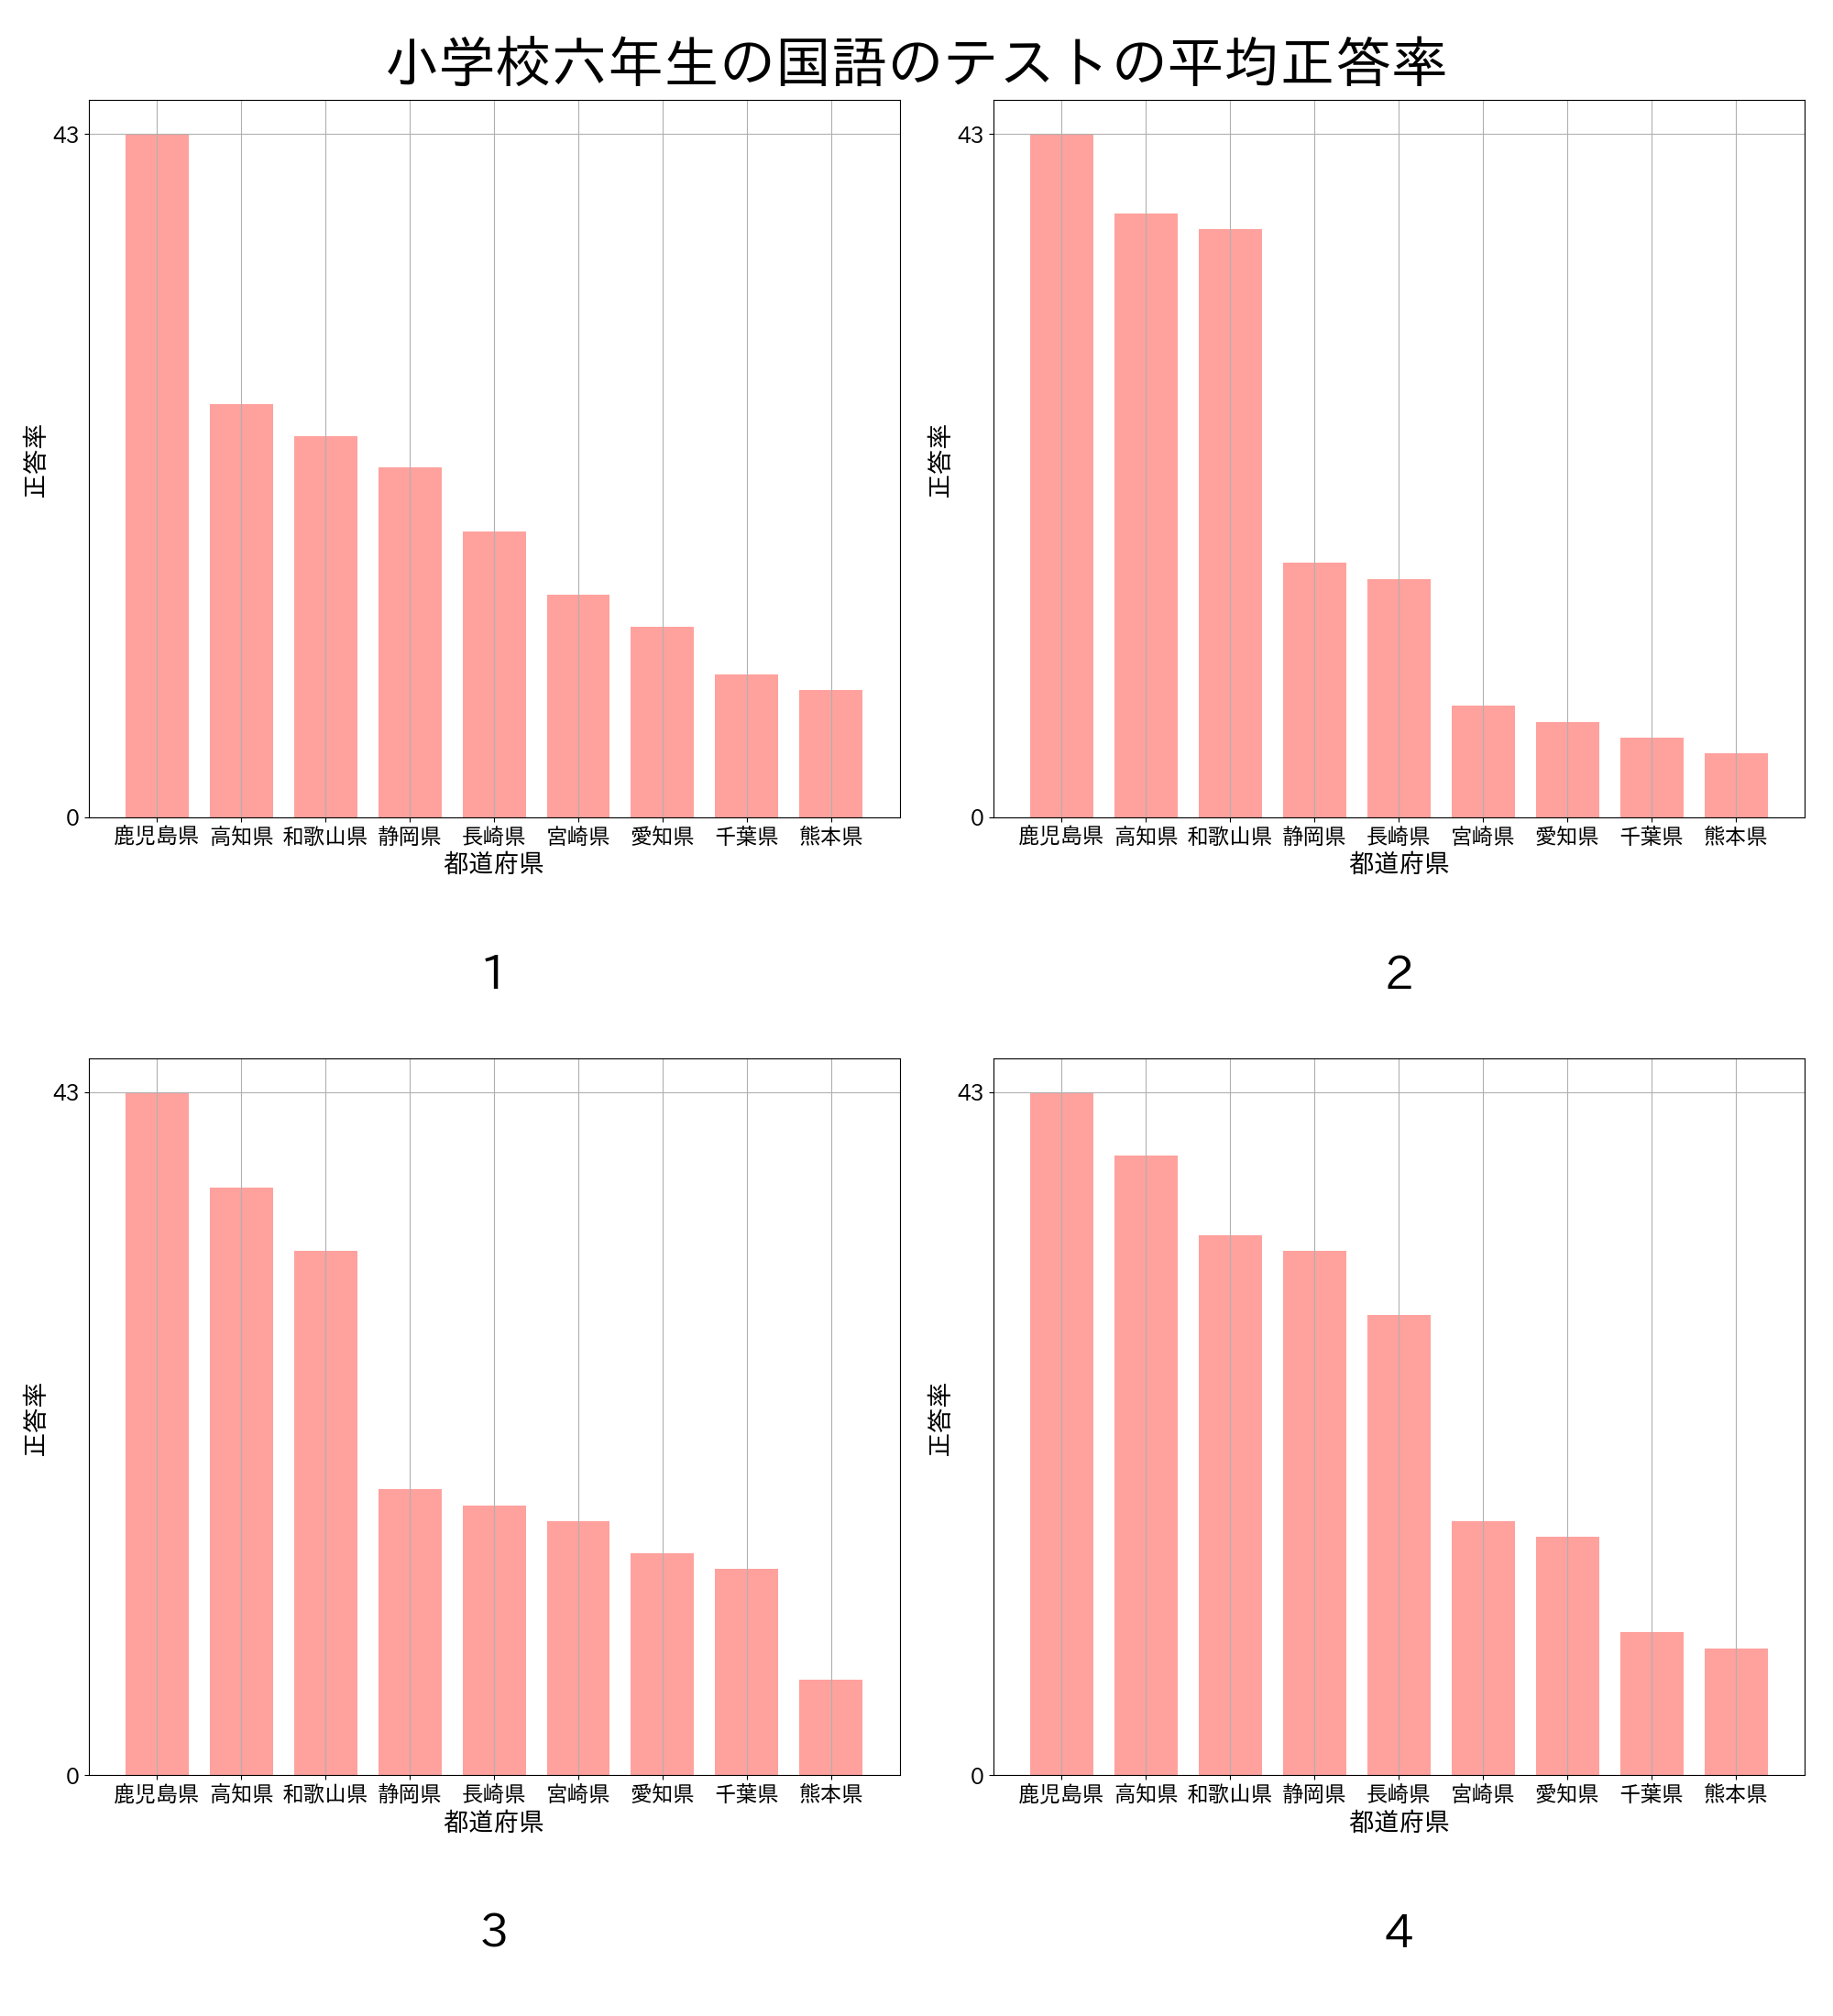 小学校六年生の国語のテストの平均正答率
43
0
正答率
鹿児島県 高知県 和歌山県 静岡県 長崎県 宮崎県 愛知県 千葉県 熊本県
都道府県
1
43
0
正答率
鹿児島県 高知県 和歌山県 静岡県 長崎県 宮崎県 愛知県 千葉県 熊本県
都道府県
2
43
0
正答率
鹿児島県 高知県 和歌山県 静岡県 長崎県 宮崎県 愛知県 千葉県 熊本県
都道府県
3
43
0
正答率
鹿児島県 高知県 和歌山県 静岡県 長崎県 宮崎県 愛知県 千葉県 熊本県
都道府県
4